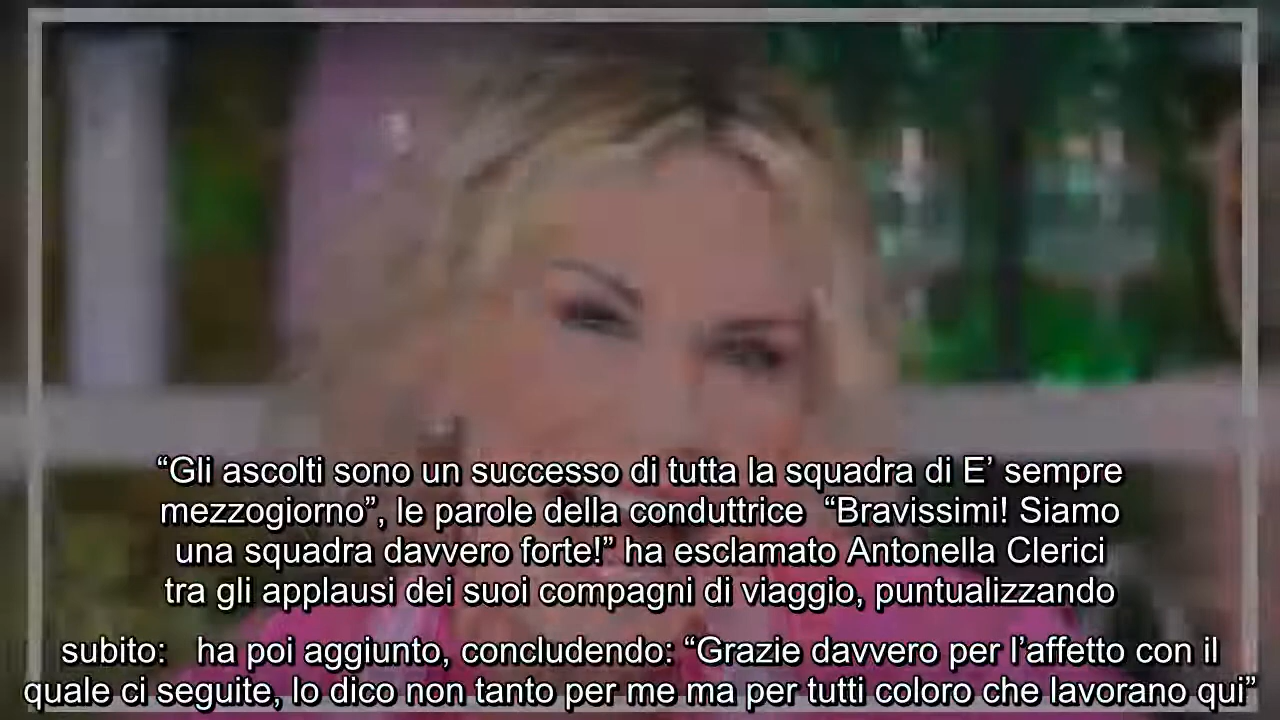 “Gli ascolti sono un successo di tutta la squadra di E’ sempre
mezzogiorno”, le parole della conduttrice “Bravissimi! Siamo
una squadra davvero forte!” ha esclamato Antonella Clerici
tra gli applausi dei suoi compagni di viaggio, puntualizzando
subito: ha poi aggiunto, concludendo: “Grazie davvero per l’affetto con il
quale ci seguite, lo dico non tanto per me ma per tutti coloro che lavorano qui”